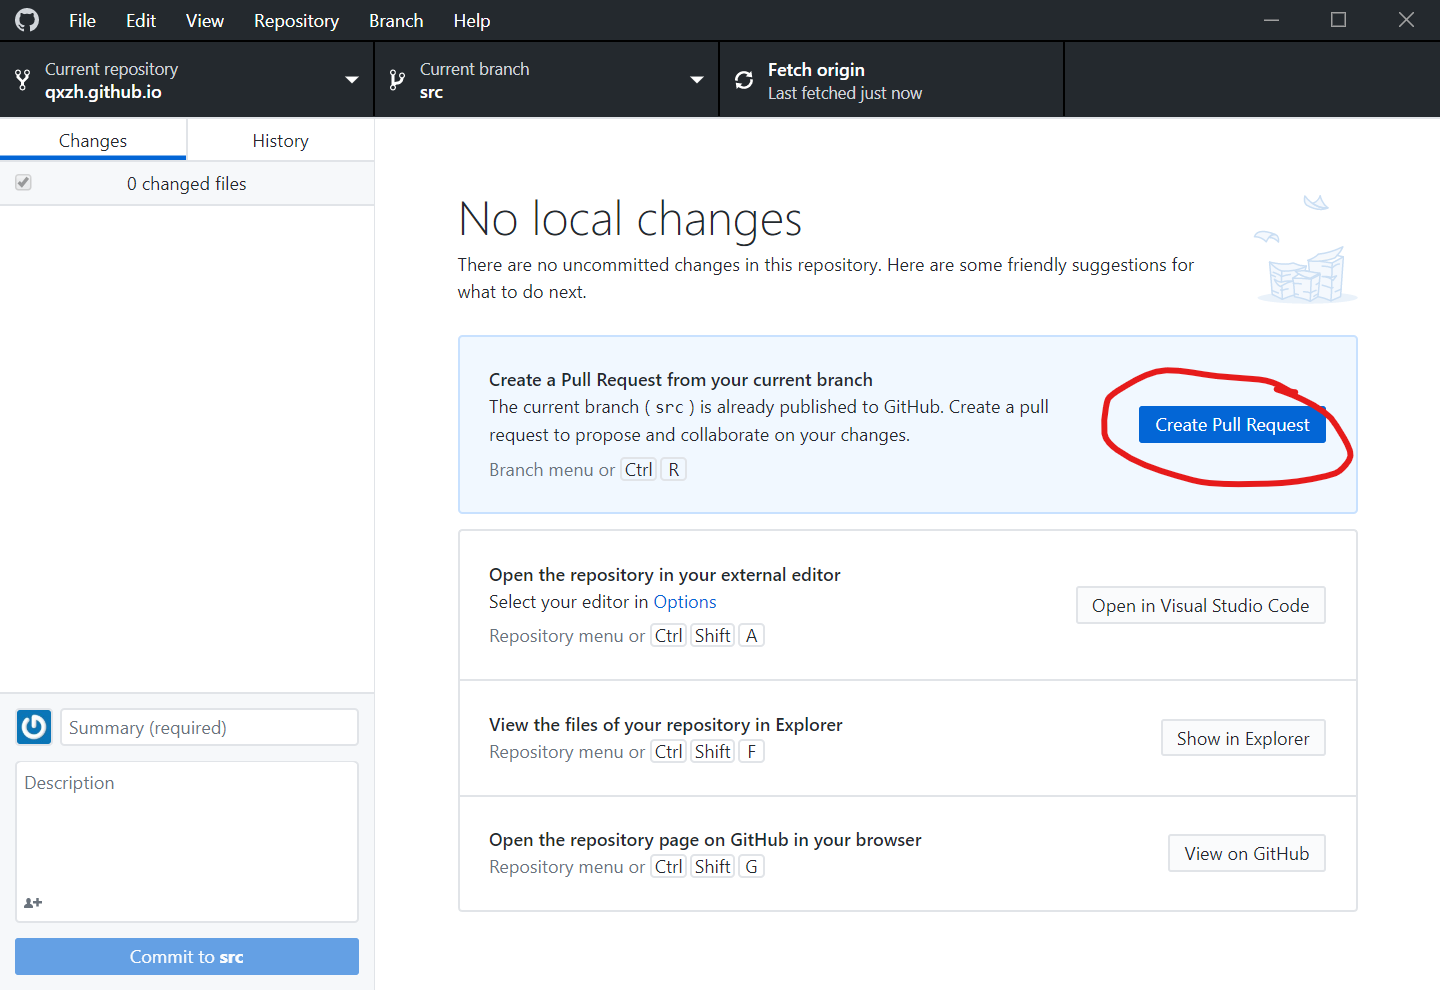 File Edit View Repository Branch Help
Current repository
qxzh.github.io
Current branch
src
Fetch origin
Last fetched just now
Changes
History
0 changed files
No local changes
There are no uncommitted changes in this repository. Here are some friendly suggestions for
what to do next.
Create a Pull Request from your current branch
The current branch ( src ) is already published to GitHub. Create a pull
request to propose and collaborate on your changes.
Branch menu or Ctrl R
Create Pull Request
Open the repository in your external editor
Select your editor in Options
Repository menu or Ctrl Shift A
Open in Visual Studio Code
View the files of your repository in Explorer
Repository menu or Ctrl Shift F
Show in Explorer
Open the repository page on GitHub in your browser
Repository menu or Ctrl Shift G
View on GitHub
Summary (required)
Description
Commit to src